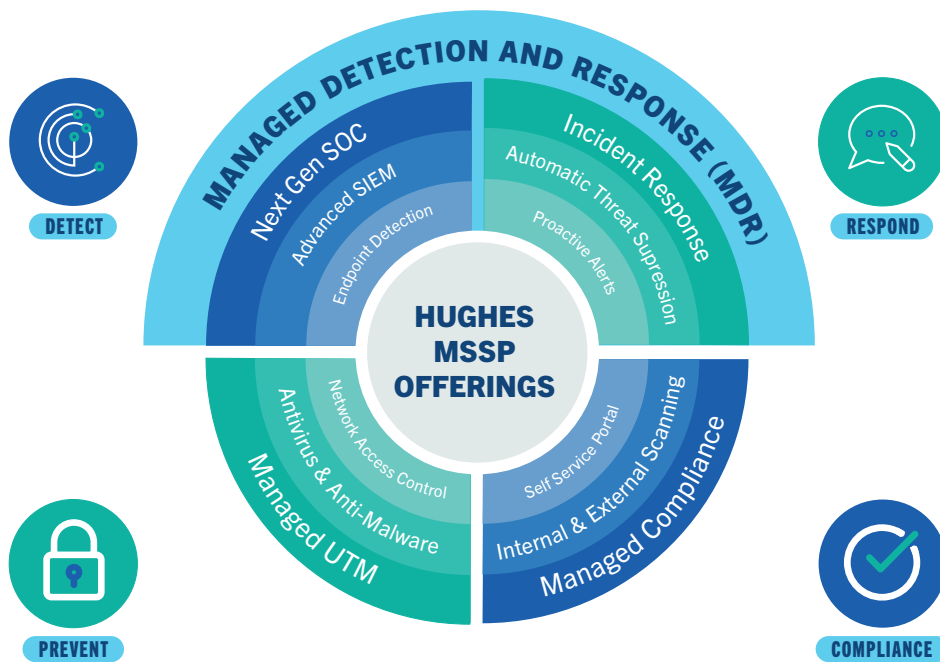 MANAGED DETECTION AND RESPONSE (MDR)
DETECT
Next Gen SOC
Advanced SIEM
Endpoint Detection
RESPOND
Incident Response
Automatic Threat Supression
Proactive Alerts
HUGHES
MSSP
OFFERINGS
PREVENT
Managed UTM
Antivirus & Anti-Malware
Network Access Control
COMPLIANCE
Managed Compliance
Internal & External Scanning
Self Service Portal